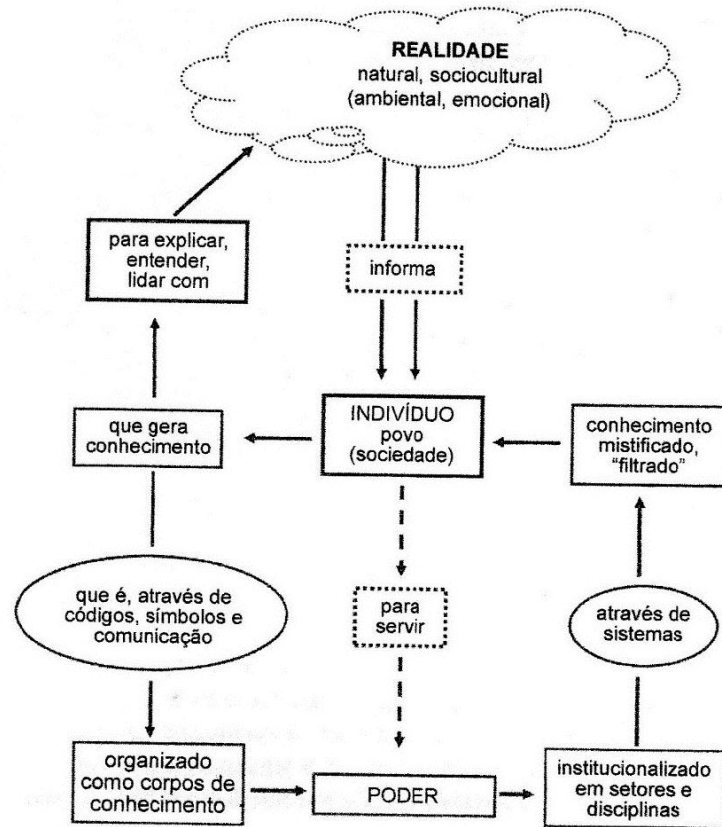 REALIDADE
natural, sociocultural
(ambiental, emocional)
para explicar,
entender,
lidar com
informa
que gera
conhecimento
INDIVÍDUO
povo
(sociedade)
conhecimento
mistificado,
“filtrado”
que é, através de
códigos, símbolos e
comunicação
para
servir
através de
sistemas
organizado
como corpos de
conhecimento
PODER
institucionalizado
em setores e
disciplinas